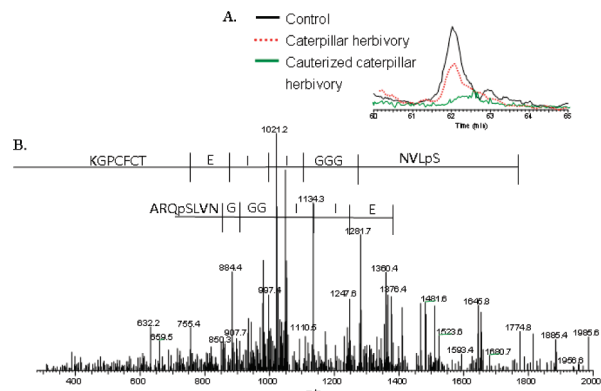 A.
Control
Caterpillar herbivory
Cauterized caterpillar
herbivory
60 61 62 63 64 65
Time (min)
B.
1021.2
KGPCFCT E I I GGG NVLpS
ARQpSLVN G GG I I E
1134.3
1281.7
884.4
997.4
1247.6
1360.4
1376.4
1481.6
1645.8
632.2
659.5
755.4
850.3
907.7
1110.5
1523.6
1593.4
1680.7
1774.8
1885.4
1956.6
1985.6
400 600 800 1000 1200 1400 1600 1800 2000